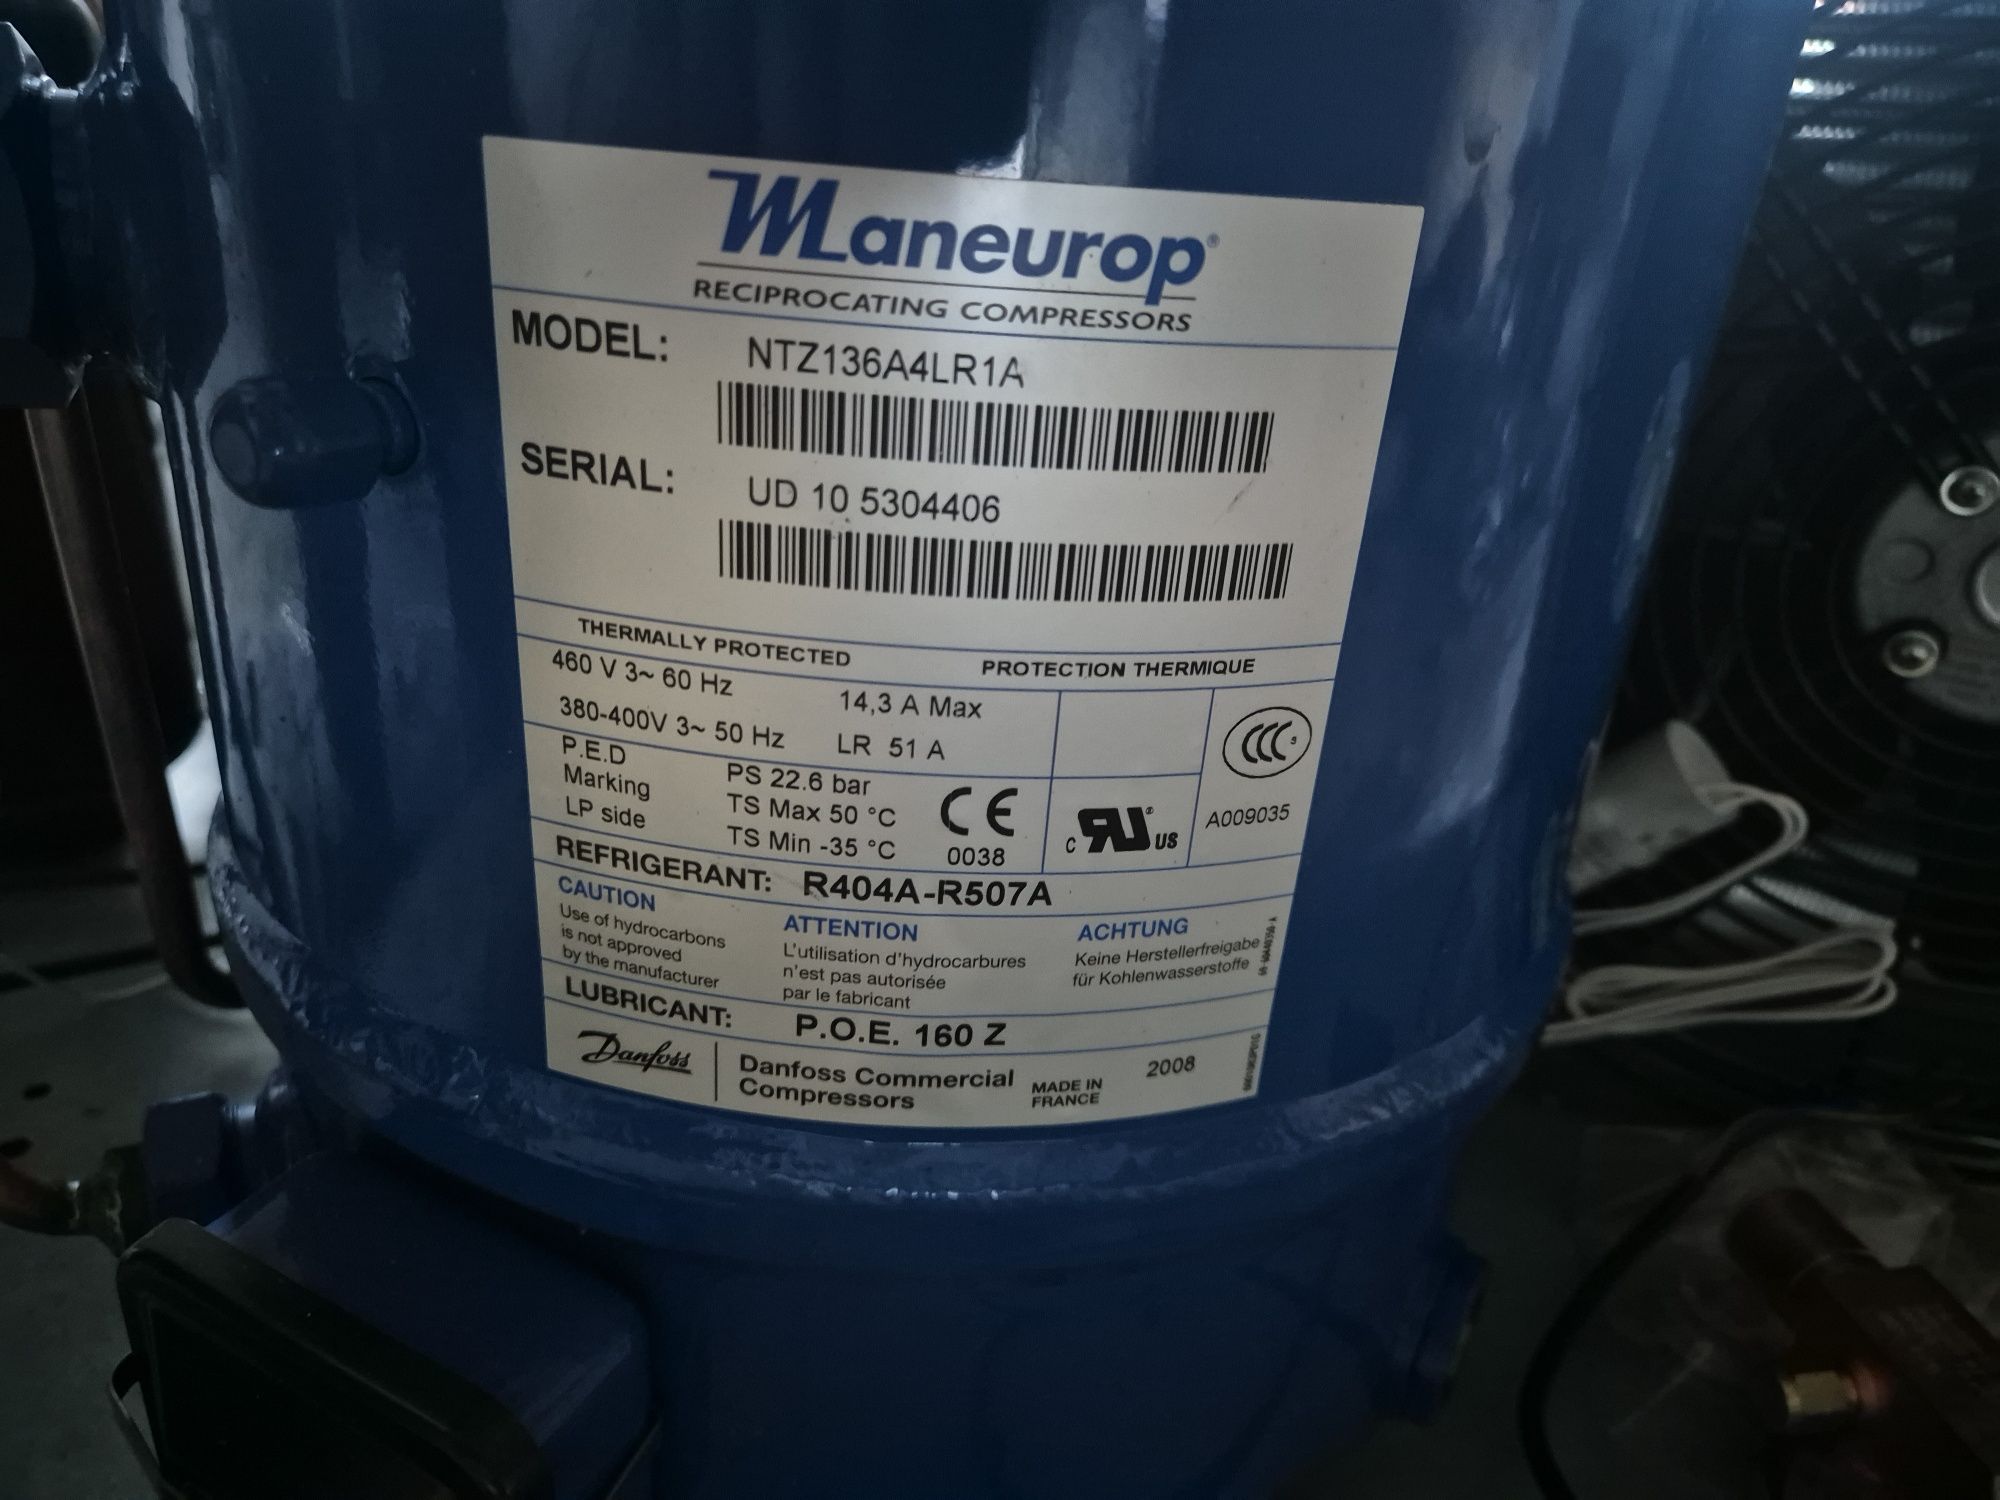 Maneurop®
RECIPROCATING COMPRESSORS
MODEL: NTZ136A4LR1A
SERIAL: UD 10 5304406
THERMALLY PROTECTED PROTECTION THERMIQUE
460 V 3~ 60 Hz 14,3 A Max
380-400V 3~ 50 Hz LR 51 A
P.E.D
Marking
LP side
PS 22.6 bar
TS Max 50 °C
TS Min -35 °C
CE
0038
c RU ® US
CCC S
A009035
REFRIGERANT: R404A-R507A
CAUTION
Use of hydrocarbons
is not approved
by the manufacturer
ATTENTION
L'utilisation d'hydrocarbures
n'est pas autorisée
par le fabricant
ACHTUNG
Keine Herstellerfreigabe
für Kohlenwasserstoffe
LUBRICANT: P.O.E. 160 Z
Danfoss
Danfoss Commercial
Compressors
MADE IN
FRANCE
2008